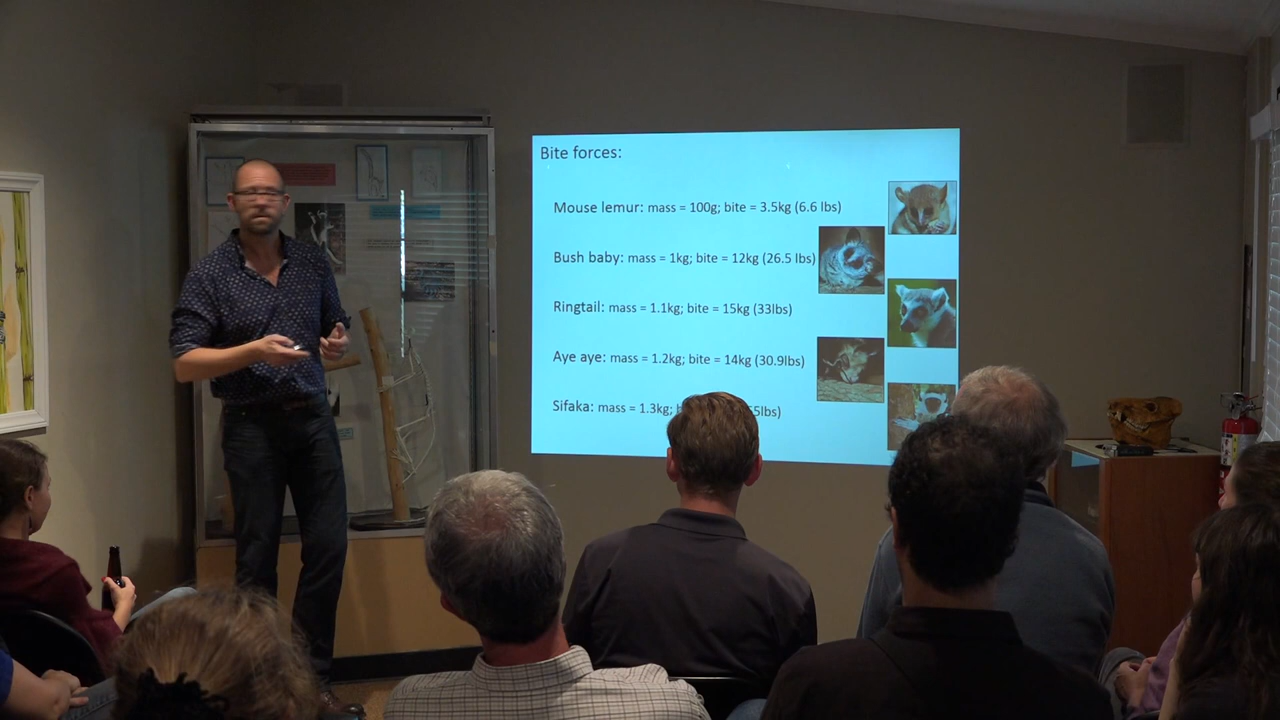 Bite forces:
Mouse lemur: mass = 100g; bite = 3.5kg (6.6 lbs)
Bush baby: mass = 1kg; bite = 12kg (26.5 lbs)
Ringtail: mass = 1.1kg; bite = 15kg (33lbs)
Aye aye: mass = 1.2kg; bite = 14kg (30.9lbs)
Sifaka: mass = 1.3kg;